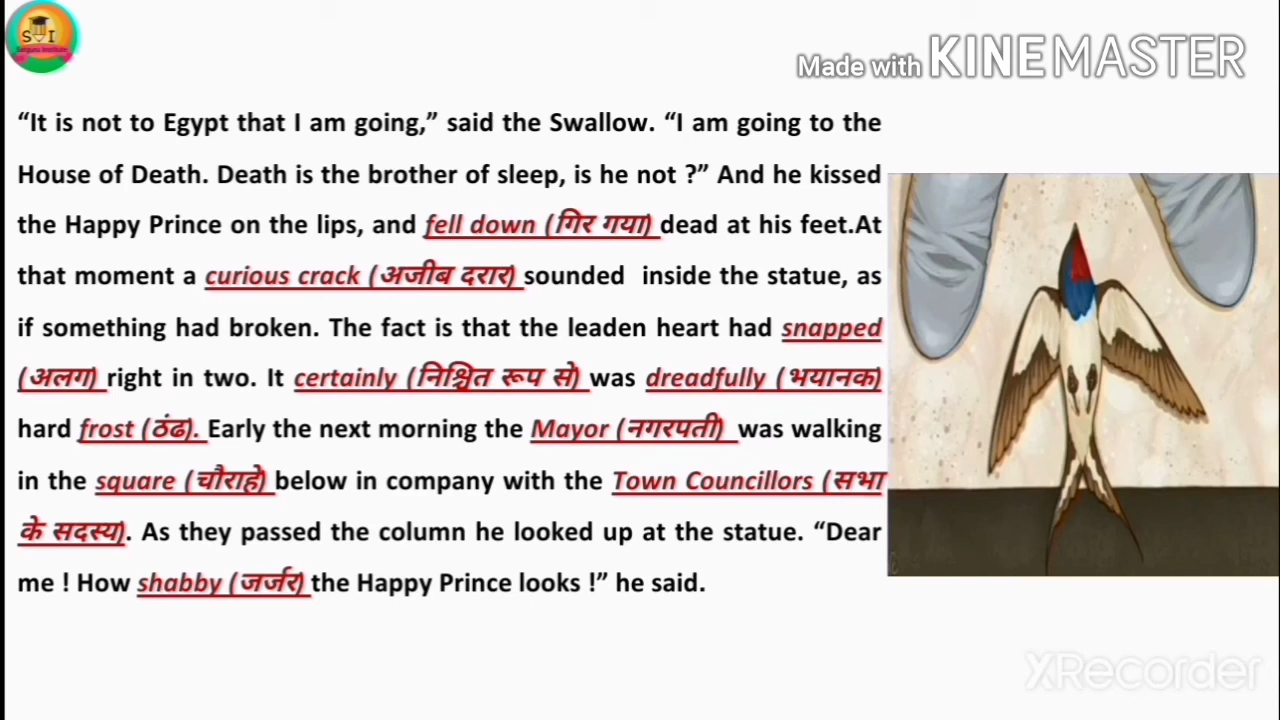 S I
Satguru Institute
Made with KINEMASTER
“It is not to Egypt that I am going,” said the Swallow. “I am going to the
House of Death. Death is the brother of sleep, is he not ?” And he kissed
the Happy Prince on the lips, and fell down (गिर गया) dead at his feet.At
that moment a curious crack (अजीब दरार) sounded inside the statue, as
if something had broken. The fact is that the leaden heart had snapped
(अलग) right in two. It certainly (निश्चित रूप से) was dreadfully (भयानक)
hard frost (ठंढ). Early the next morning the Mayor (नगरपती) was walking
in the square (चौराहे) below in company with the Town Councillors (सभा
के सदस्य). As they passed the column he looked up at the statue. “Dear
me ! How shabby (जर्जर) the Happy Prince looks !” he said.
XRecorder